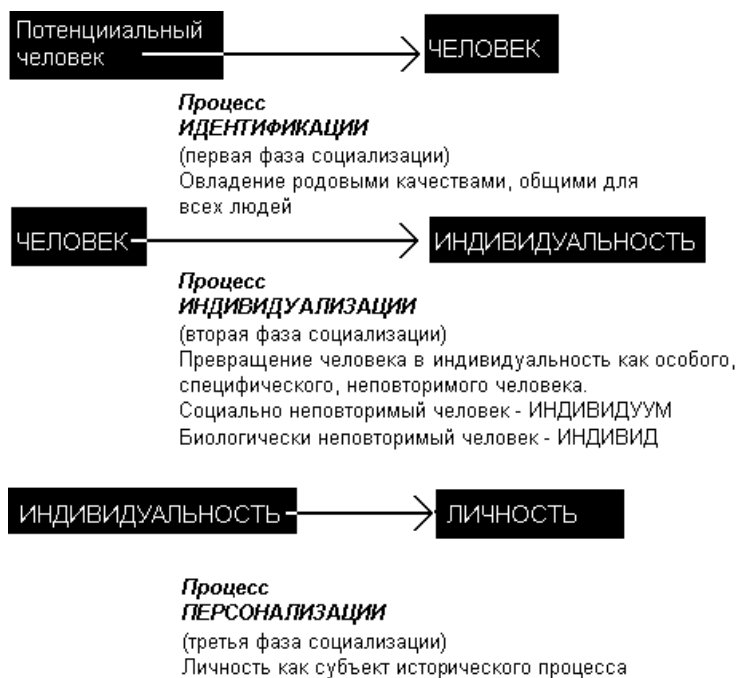 Потенциальный
человек
ЧЕЛОВЕК
Процесс
ИДЕНТИФИКАЦИИ
(первая фаза социализации)
Овладение родовыми качествами, общими для
всех людей
ЧЕЛОВЕК
ИНДИВИДУАЛЬНОСТЬ
Процесс
ИНДИВИДУАЛИЗАЦИИ
(вторая фаза социализации)
Превращение человека в индивидуальность как особого,
специфического, неповторимого человека.
Социально неповторимый человек - ИНДИВИДУУМ
Биологически неповторимый человек - ИНДИВИД
ИНДИВИДУАЛЬНОСТЬ
ЛИЧНОСТЬ
Процесс
ПЕРСОНАЛИЗАЦИИ
(третья фаза социализации)
Личность как субъект исторического процесса